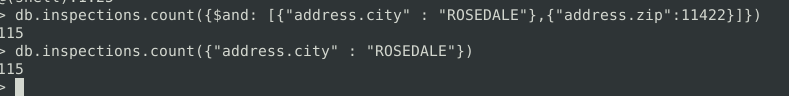 > db.inspections.count({$and: [{"address.city" : "ROSEDALE"},{"address.zip":11422}]})
115
> db.inspections.count({"address.city" : "ROSEDALE"})
115
>